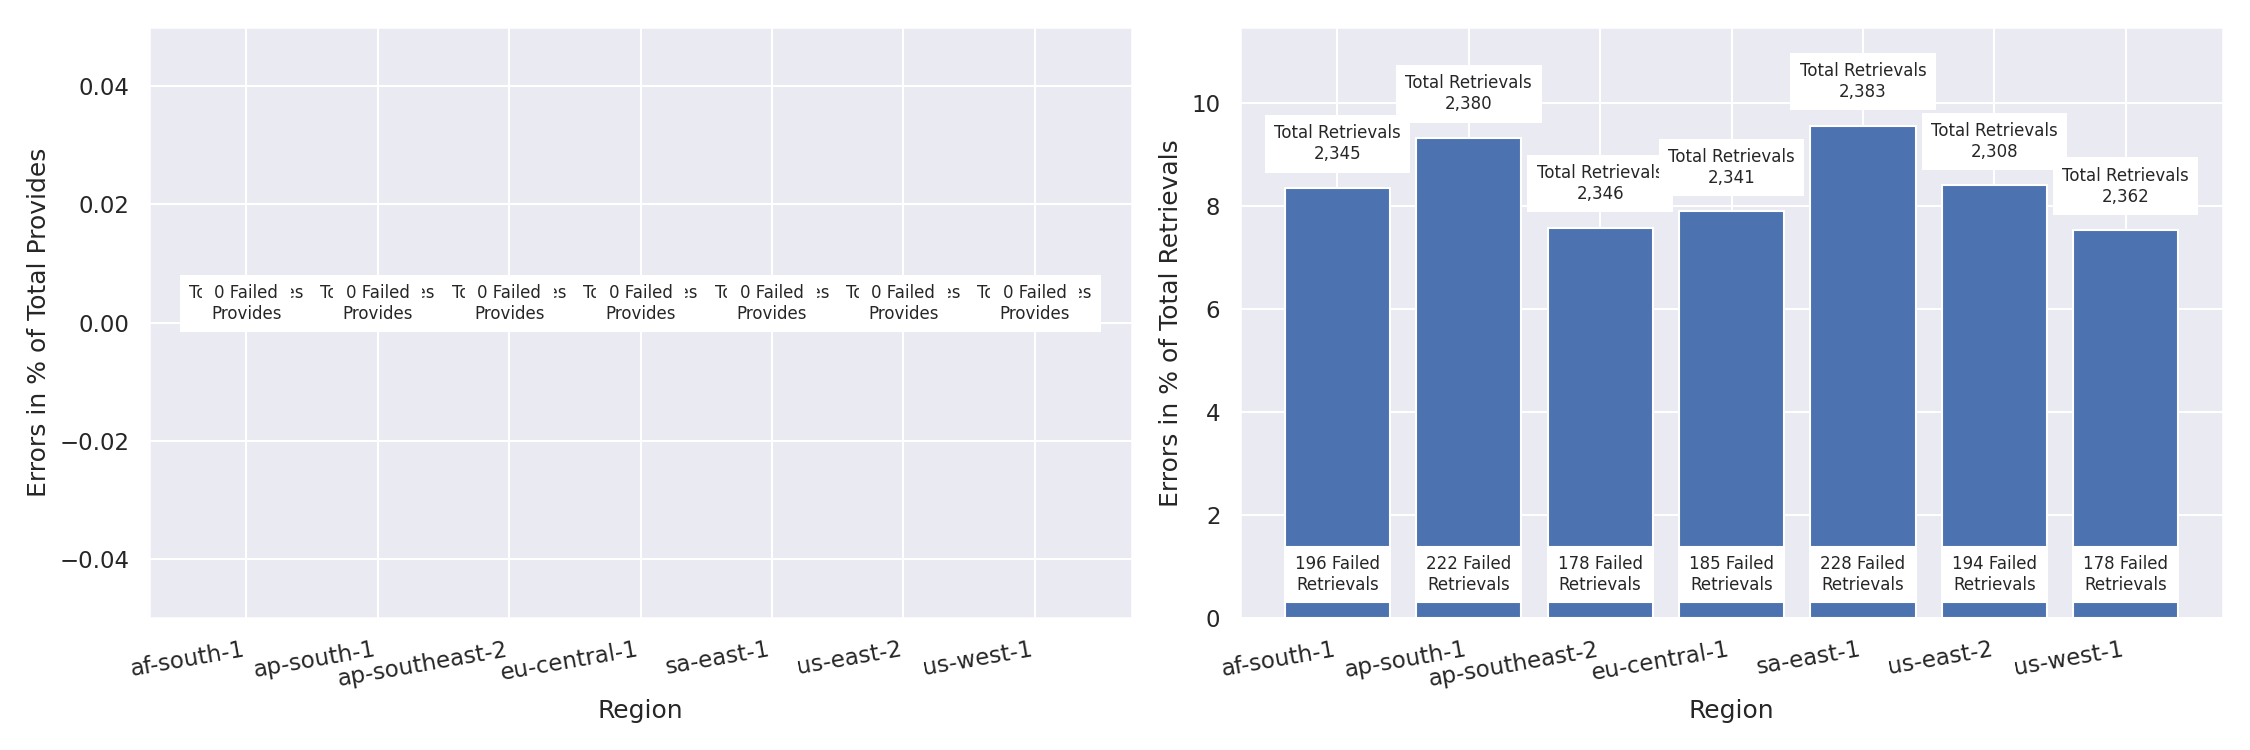 Errors in % of Total Provides
0.04
0.02
0.00
−0.02
−0.04
0 Failed
Provides
0 Failed
Provides
0 Failed
Provides
0 Failed
Provides
0 Failed
Provides
0 Failed
Provides
0 Failed
Provides
af-south-1
ap-south-1
ap-southeast-2
eu-central-1
sa-east-1
us-east-2
us-west-1
Region
Errors in % of Total Retrievals
10
8
6
4
2
0
Total Retrievals
2,345
Total Retrievals
2,380
Total Retrievals
2,346
Total Retrievals
2,341
Total Retrievals
2,383
Total Retrievals
2,308
Total Retrievals
2,362
196 Failed
Retrievals
222 Failed
Retrievals
178 Failed
Retrievals
185 Failed
Retrievals
228 Failed
Retrievals
194 Failed
Retrievals
178 Failed
Retrievals
af-south-1
ap-south-1
ap-southeast-2
eu-central-1
sa-east-1
us-east-2
us-west-1
Region